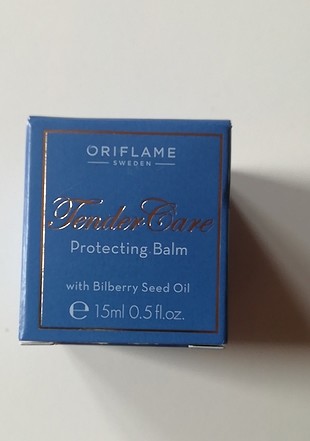 ORIFLAME
SWEDEN
Tender Care
Protecting Balm
with Bilberry Seed Oil
℮ 15ml 0.5 fl.oz.